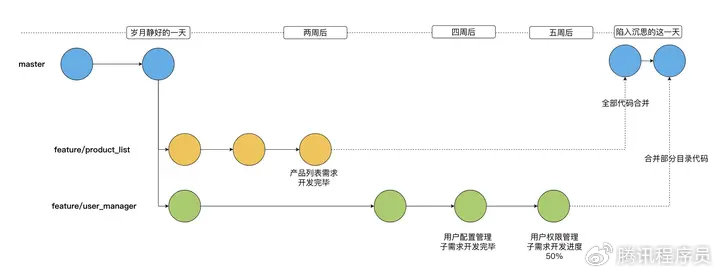 岁月静好的一天
两周后
四周后
五周后
陷入沉思的这一天
master
全部代码合并
feature/product_list
产品列表需求
开发完毕
合并部分目录代码
feature/user_manager
用户配置管理
子需求开发完毕
用户权限管理
子需求开发进度
50%
@腾讯程序员